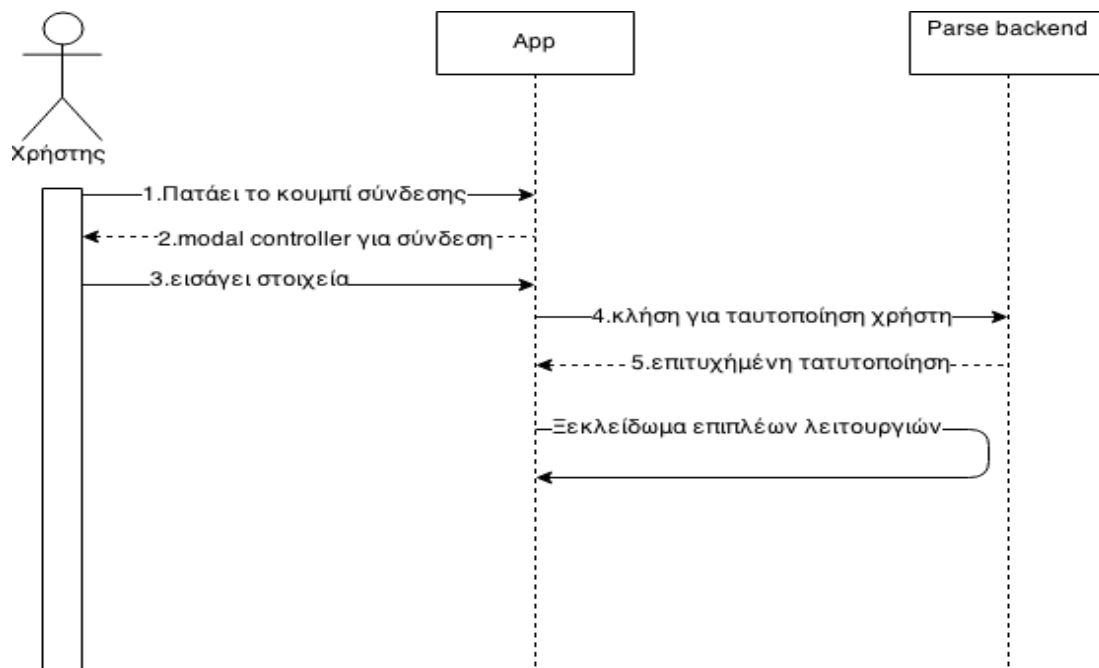 App
Parse backend
Χρήστης
1.Πατάει το κουμπί σύνδεσης
2.modal controller για σύνδεση
3.εισάγει στοιχεία
4.κλήση για ταυτοποίηση χρήστη
5.επιτυχήμένη τατυτοποίηση
Ξεκλείδωμα επιπλέων λειτουργιών